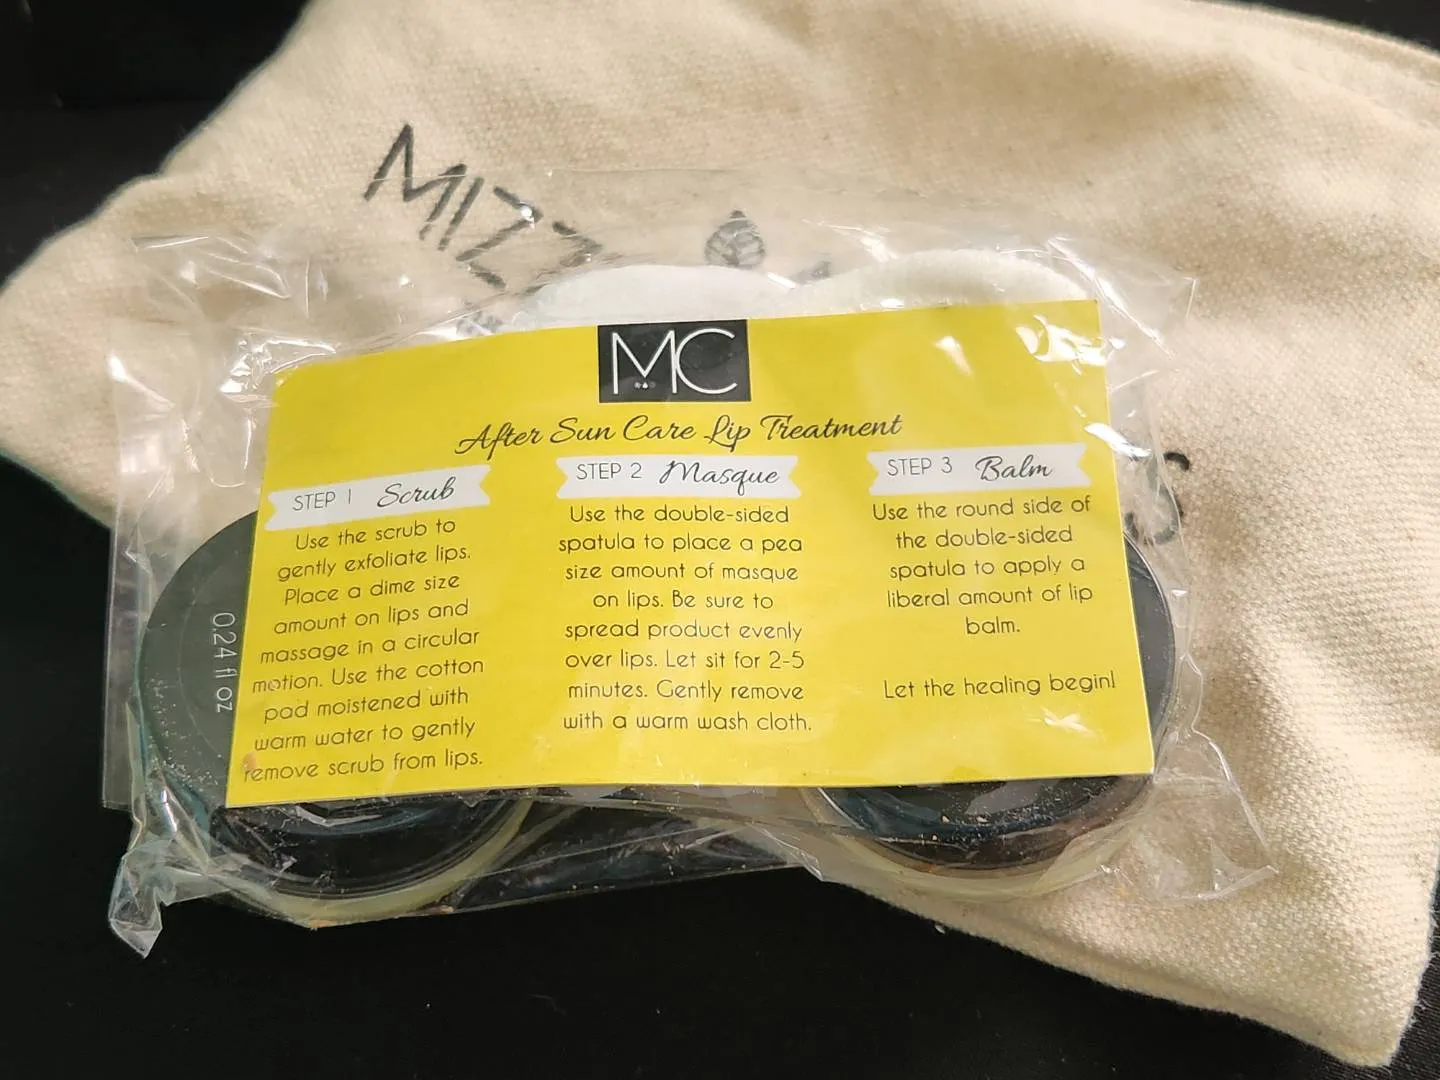 MIZZ
MC
After Sun Care Lip Treatment
STEP 1 Scrub
Use the scrub to
gently exfoliate lips.
Place a dime size
amount on lips and
massage in a circular
motion. Use the cotton
pad moistened with
warm water to gently
remove scrub from lips.
STEP 2 Masque
Use the double-sided
spatula to place a pea
size amount of masque
on lips. Be sure to
spread product evenly
over lips. Let sit for 2-5
minutes. Gently remove
with a warm wash cloth.
STEP 3 Balm
Use the round side of
the double-sided
spatula to apply a
liberal amount of lip
balm.
Let the healing begin!
0.24 fl oz